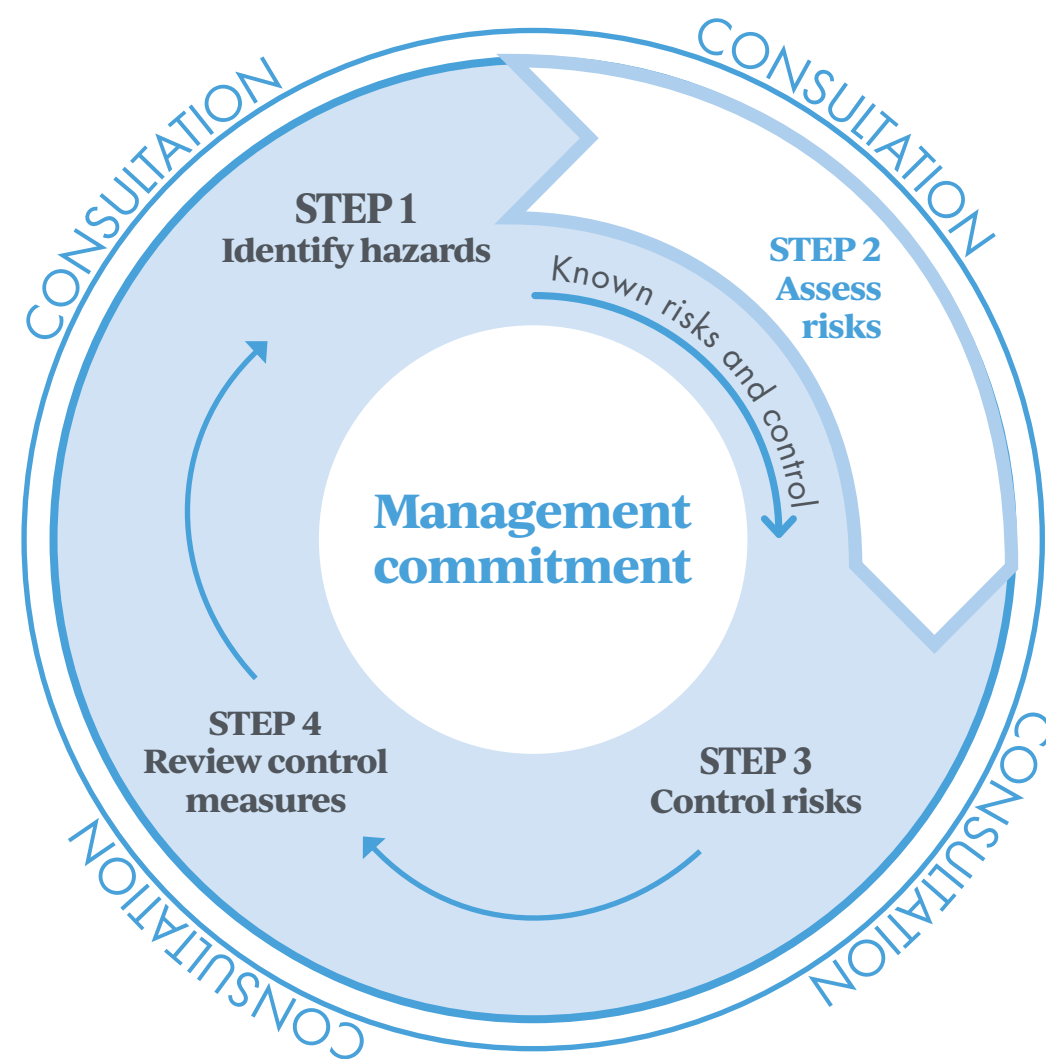 CONSULTATION
CONSULTATION
STEP 1
Identify hazards
STEP 2
Assess
risks
Known risks and control
Management
commitment
STEP 3
Control risks
STEP 4
Review control
measures
CONSULTATION
CONSULTATION